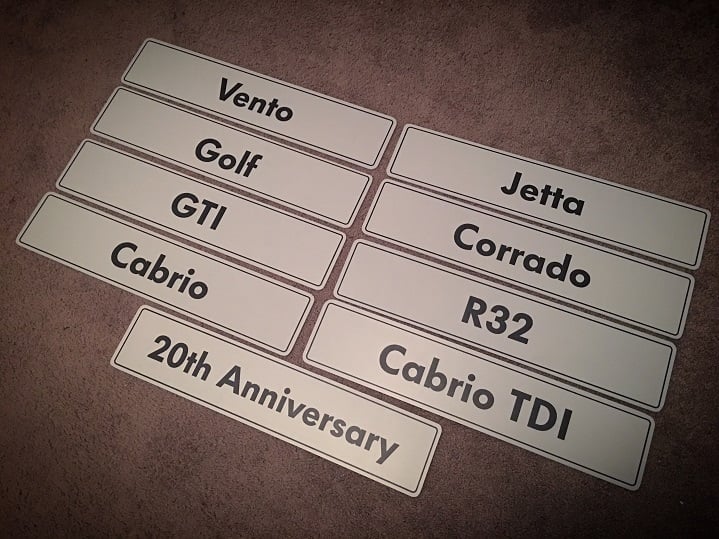 Vento
Golf
GTI
Cabrio
20th Anniversary
Jetta
Corrado
R32
Cabrio TDI